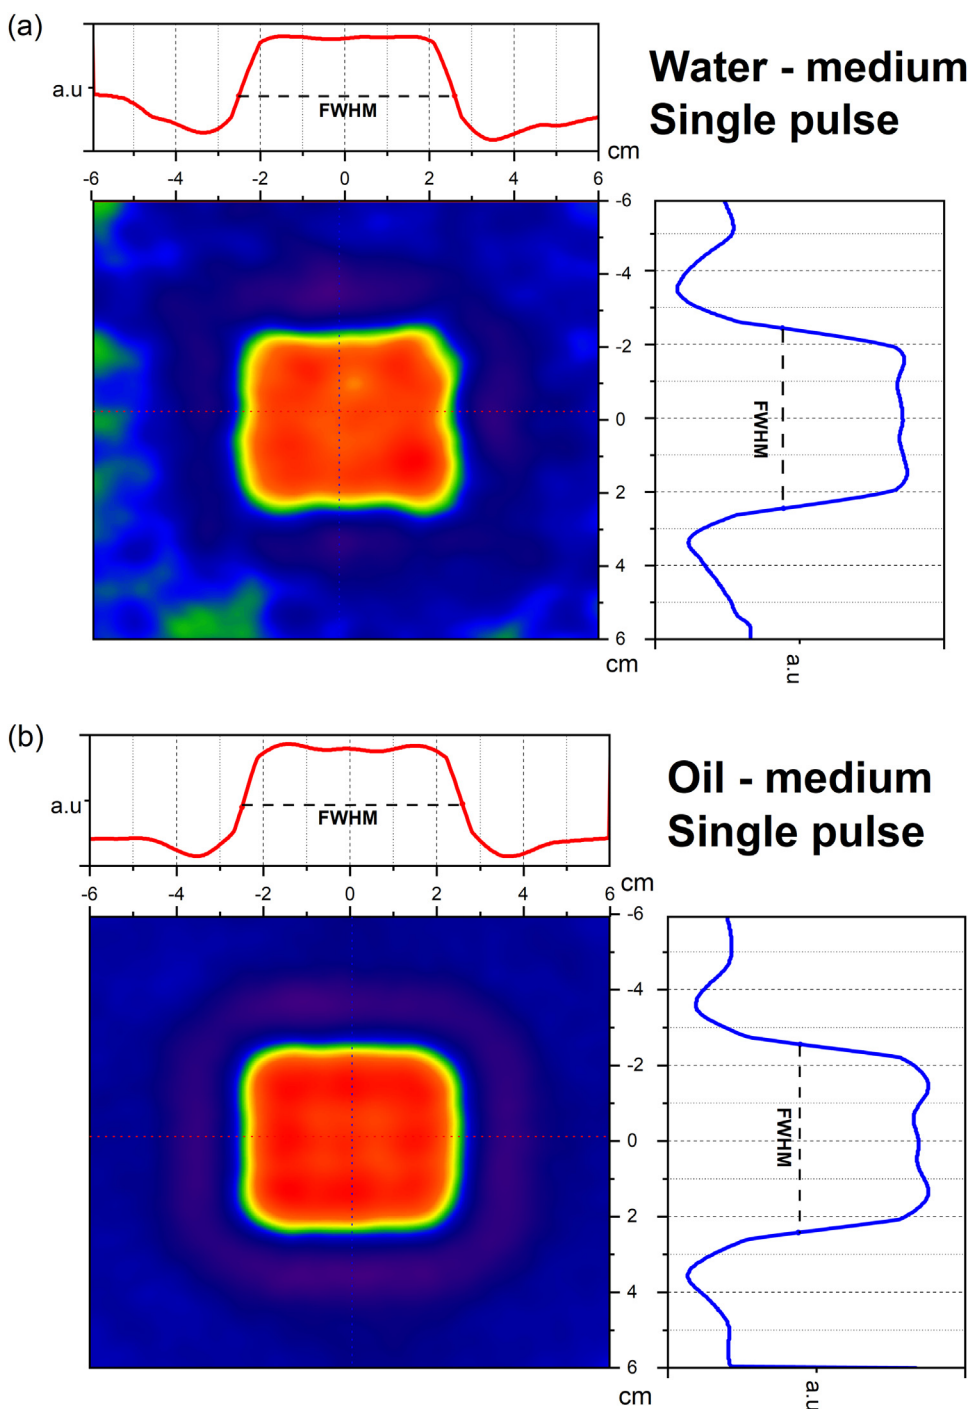 (a)
Water - medium
Single pulse
a.u
FWHM
cm
-6 -4 -2 0 2 4 6
-6
-4
-2
0
2
4
6
cm
FWHM
a.u
(b)
Oil - medium
Single pulse
a.u
FWHM
cm
-6 -4 -2 0 2 4 6
-6
-4
-2
0
2
4
6
cm
FWHM
a.u